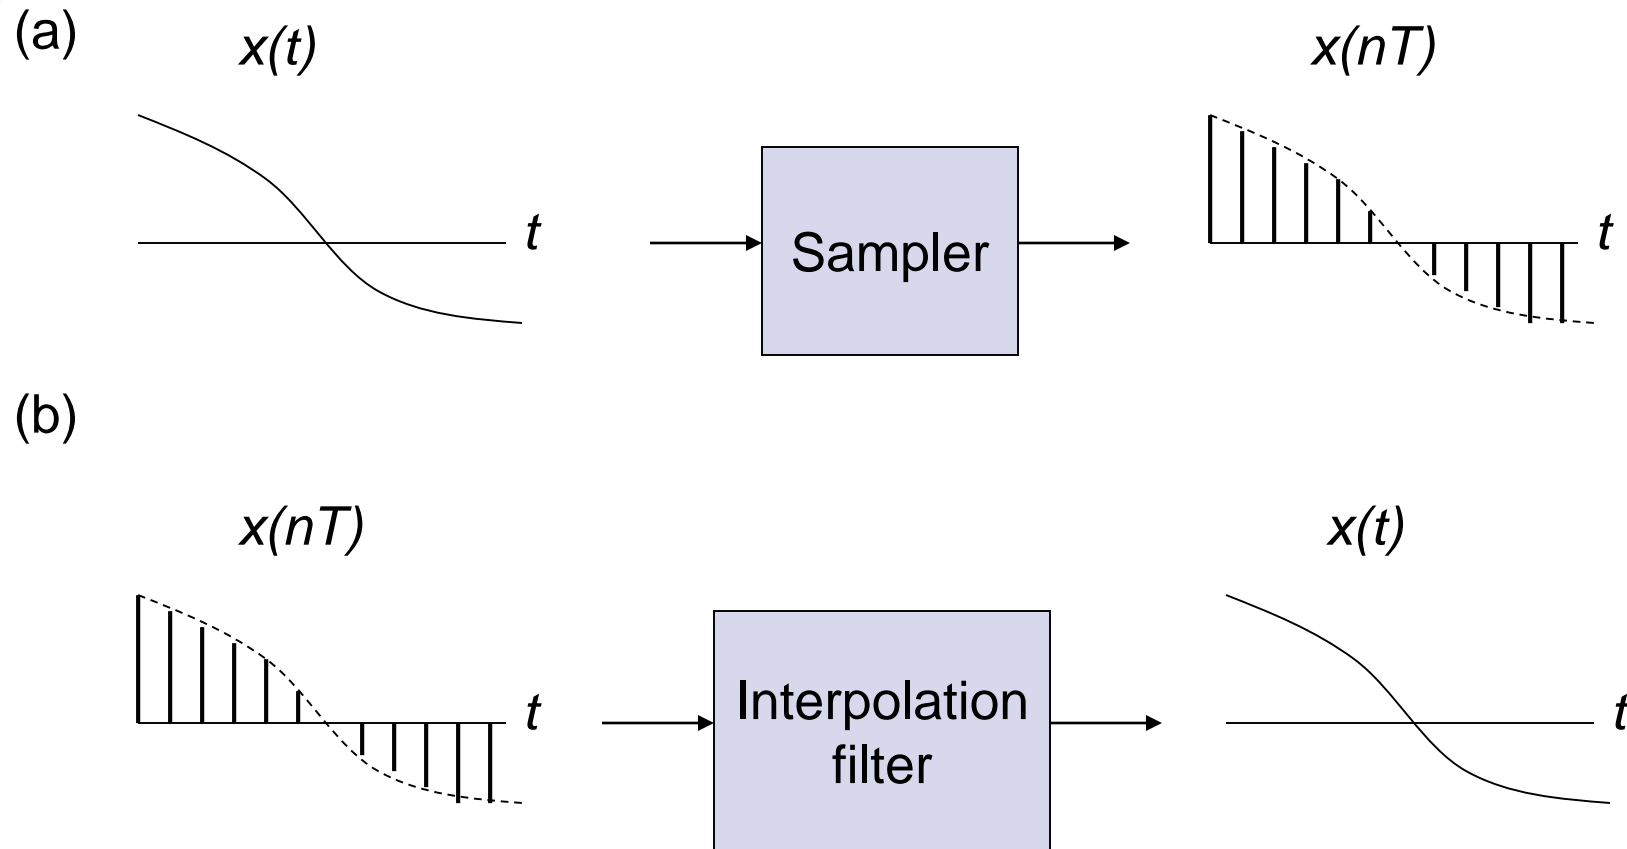 (a)
x(t)
x(nT)
t
Sampler
t
(b)
x(nT)
x(t)
t
Interpolation
filter
t